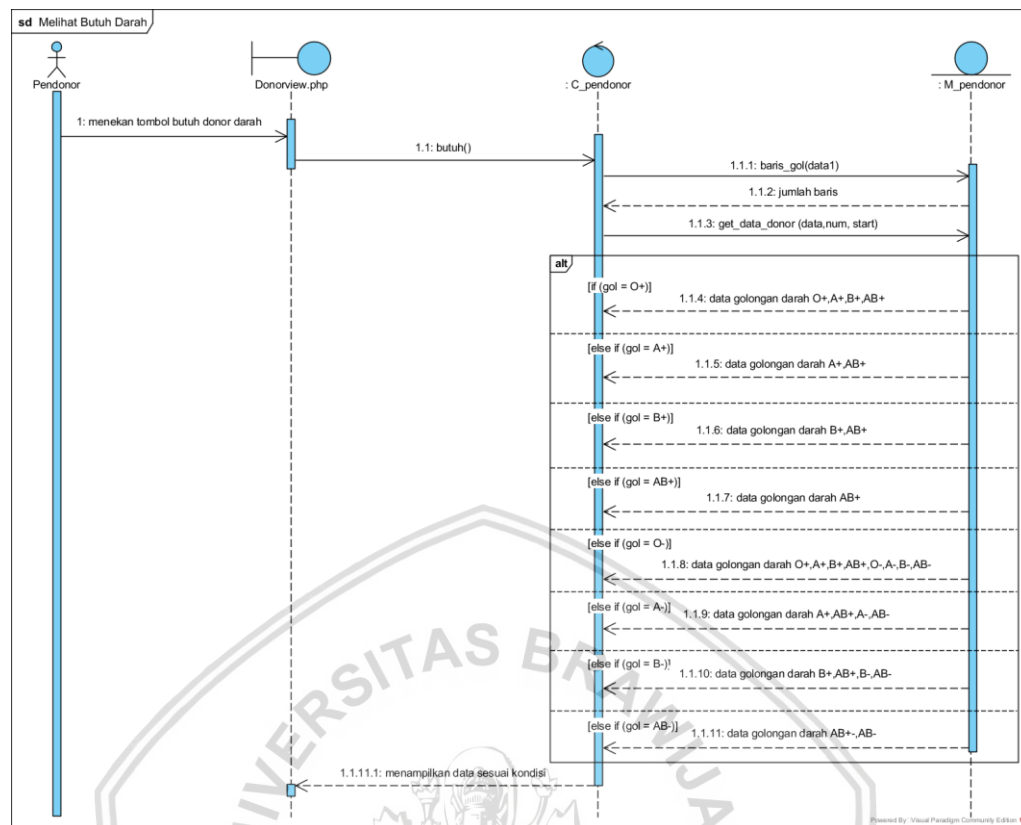 sd Melihat Butuh Darah
Pendonor
Donorview.php
: C_pendonor
: M_pendonor
1: menekan tombol butuh donor darah
1.1: butuh()
1.1.1: baris_gol(data1)
1.1.2: jumlah baris
1.1.3: get_data_donor (data,num, start)
alt
[if (gol = O+)]
1.1.4: data golongan darah O+,A+,B+,AB+
[else if (gol = A+)]
1.1.5: data golongan darah A+,AB+
[else if (gol = B+)]
1.1.6: data golongan darah B+,AB+
[else if (gol = AB+)]
1.1.7: data golongan darah AB+
[else if (gol = O-)]
1.1.8: data golongan darah O+,A+,B+,AB+,O-,A-,B-,AB-
[else if (gol = A-)]
1.1.9: data golongan darah A+,AB+,A-,AB-
[else if (gol = B-)]
1.1.10: data golongan darah B+,AB+,B-,AB-
[else if (gol = AB-)]
1.1.11: data golongan darah AB+-,AB-
1.1.11.1: menampilkan data sesuai kondisi
VERSITAS BRAWIJA
Powered By: Visual Paradigm Community Edition